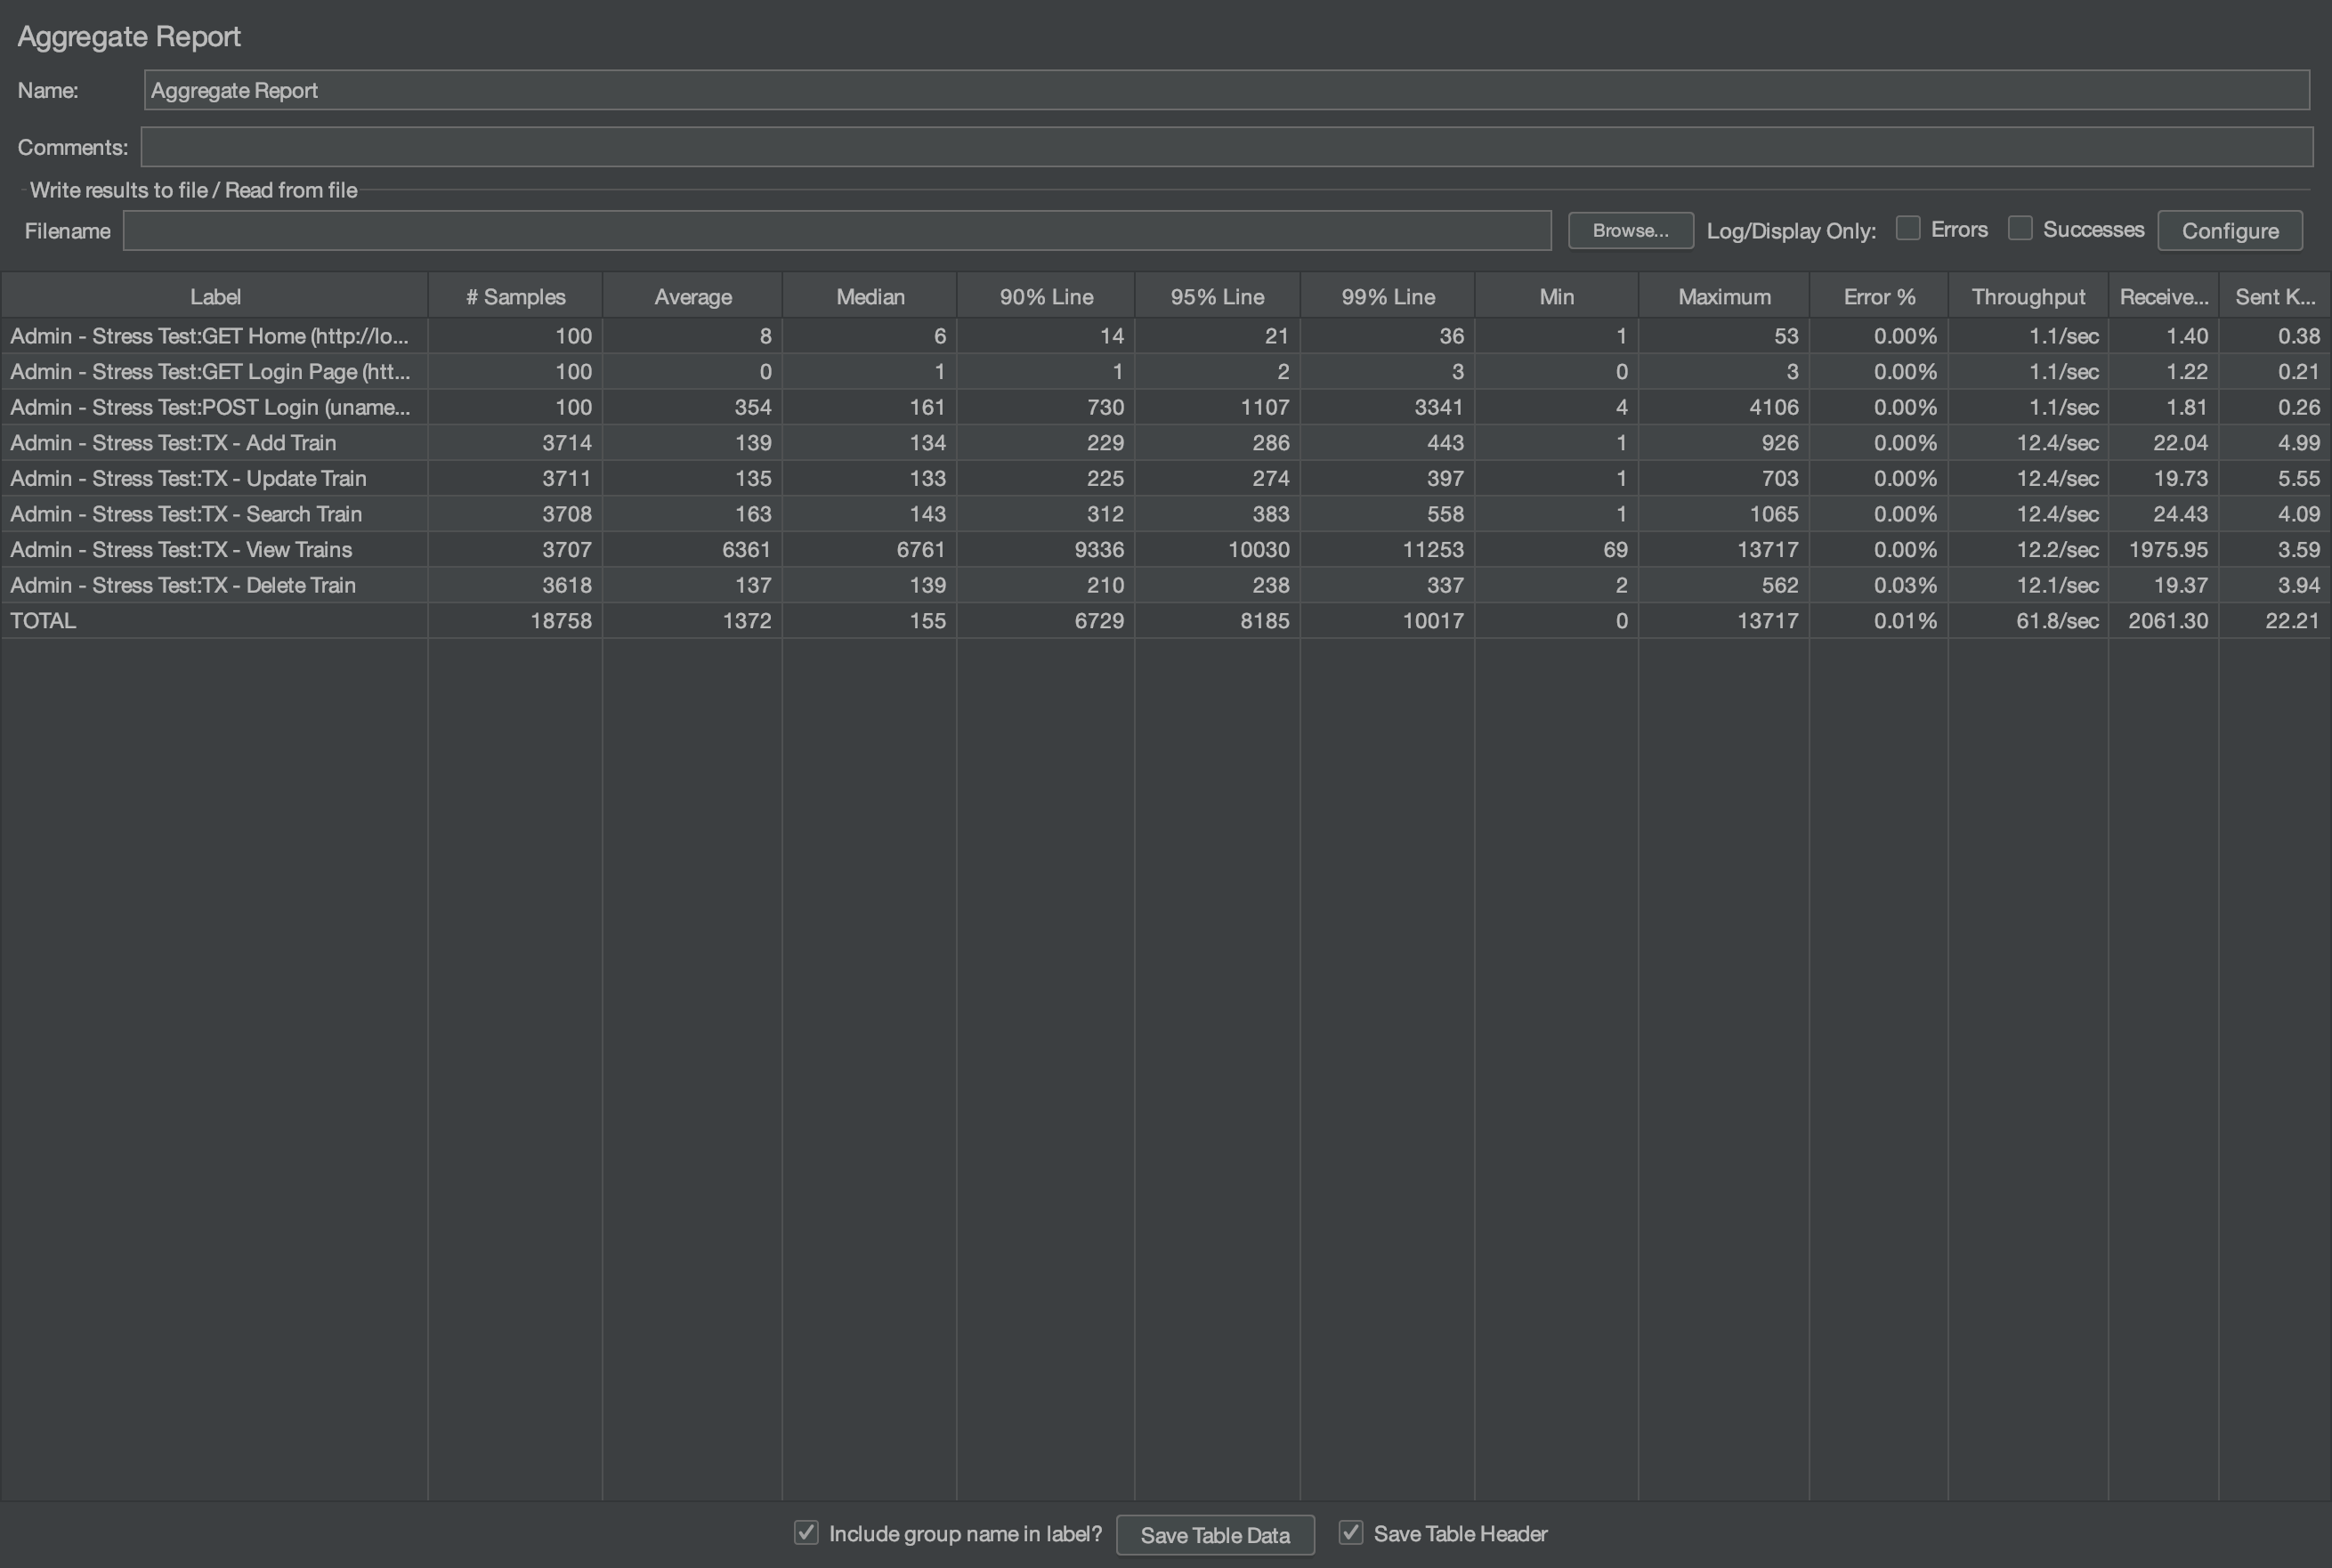 Aggregate Report
Name: Aggregate Report
Comments:
Write results to file / Read from file
Filename Browse... Log/Display Only: Errors Successes Configure
Label # Samples Average Median 90% Line 95% Line 99% Line Min Maximum Error % Throughput Receive... Sent K...
Admin - Stress Test:GET Home (http://lo... 100 8 6 14 21 36 1 53 0.00% 1.1/sec 1.40 0.38
Admin - Stress Test:GET Login Page (htt... 100 0 1 1 2 3 0 3 0.00% 1.1/sec 1.22 0.21
Admin - Stress Test:POST Login (uname... 100 354 161 730 1107 3341 4 4106 0.00% 1.1/sec 1.81 0.26
Admin - Stress Test:TX - Add Train 3714 139 134 229 286 443 1 926 0.00% 12.4/sec 22.04 4.99
Admin - Stress Test:TX - Update Train 3711 135 133 225 274 397 1 703 0.00% 12.4/sec 19.73 5.55
Admin - Stress Test:TX - Search Train 3708 163 143 312 383 558 1 1065 0.00% 12.4/sec 24.43 4.09
Admin - Stress Test:TX - View Trains 3707 6361 6761 9336 10030 11253 69 13717 0.00% 12.2/sec 1975.95 3.59
Admin - Stress Test:TX - Delete Train 3618 137 139 210 238 337 2 562 0.03% 12.1/sec 19.37 3.94
TOTAL 18758 1372 155 6729 8185 10017 0 13717 0.01% 61.8/sec 2061.30 22.21
Include group name in label? Save Table Data Save Table Header